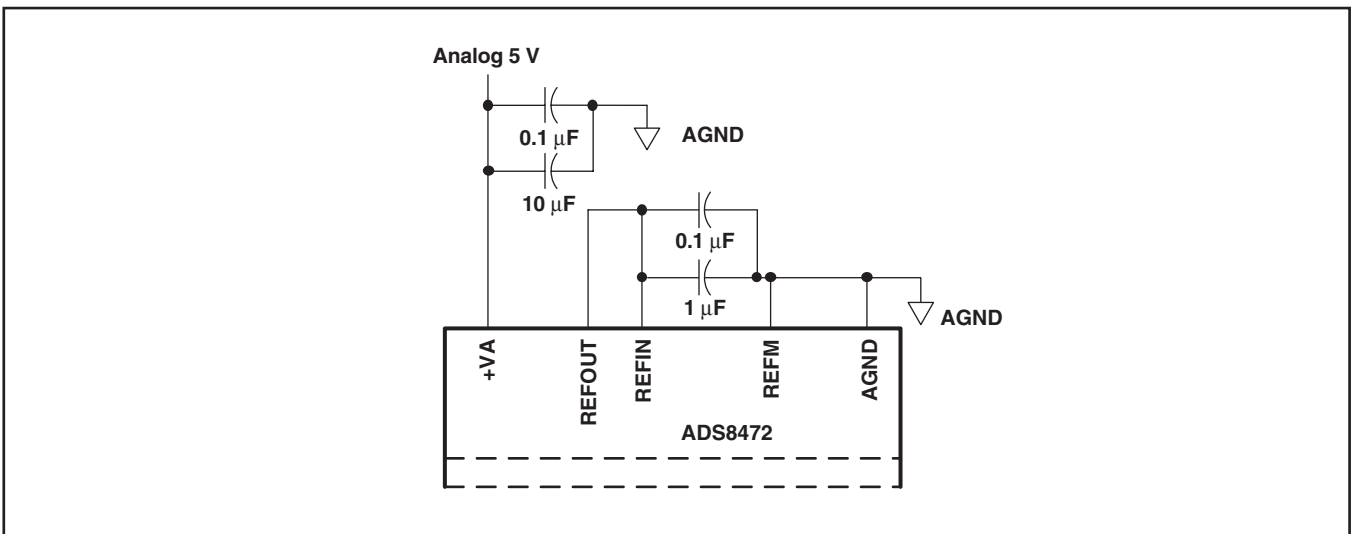 Analog 5 V
0.1 μF
AGND
10 μF
0.1 μF
1 μF
AGND
+VA
REFOUT
REFIN
REFM
AGND
ADS8472